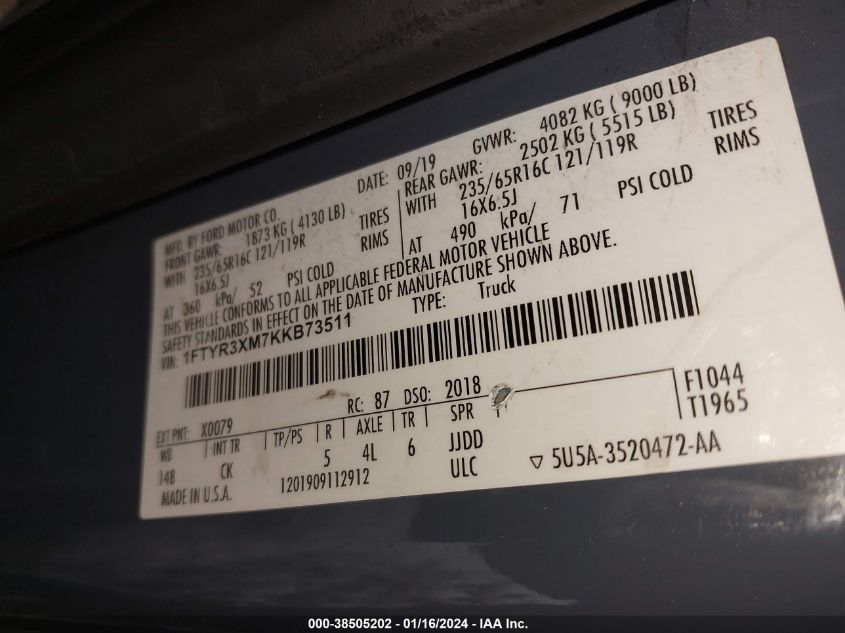 MFD. BY FORD MOTOR CO.
DATE: 09/19 GVWR: 4082 KG ( 9000 LB)
FRONT GAWR: 1873 KG ( 4130 LB) REAR GAWR: 2502 KG ( 5515 LB)
WITH 235/65R16C 121/119R TIRES WITH 235/65R16C 121/119R TIRES
16X6.5J RIMS 16X6.5J RIMS
AT 360 kPa/ 52 PSI COLD AT 490 kPa/ 71 PSI COLD
THIS VEHICLE CONFORMS TO ALL APPLICABLE FEDERAL MOTOR VEHICLE
SAFETY STANDARDS IN EFFECT ON THE DATE OF MANUFACTURE SHOWN ABOVE.
VIN: 1FTYR3XM7KKB73511 TYPE: Truck
EXT PNT: X0079 RC: 87 DSO: 2018
WB INT TR TP/PS R AXLE TR SPR
148 CK 5 4L 6 JJDD
ULC
F1044
T1965
MADE IN U.S.A. 1201909112912
5U5A-3520472-AA
000-38505202 - 01/16/2024 - IAA Inc.